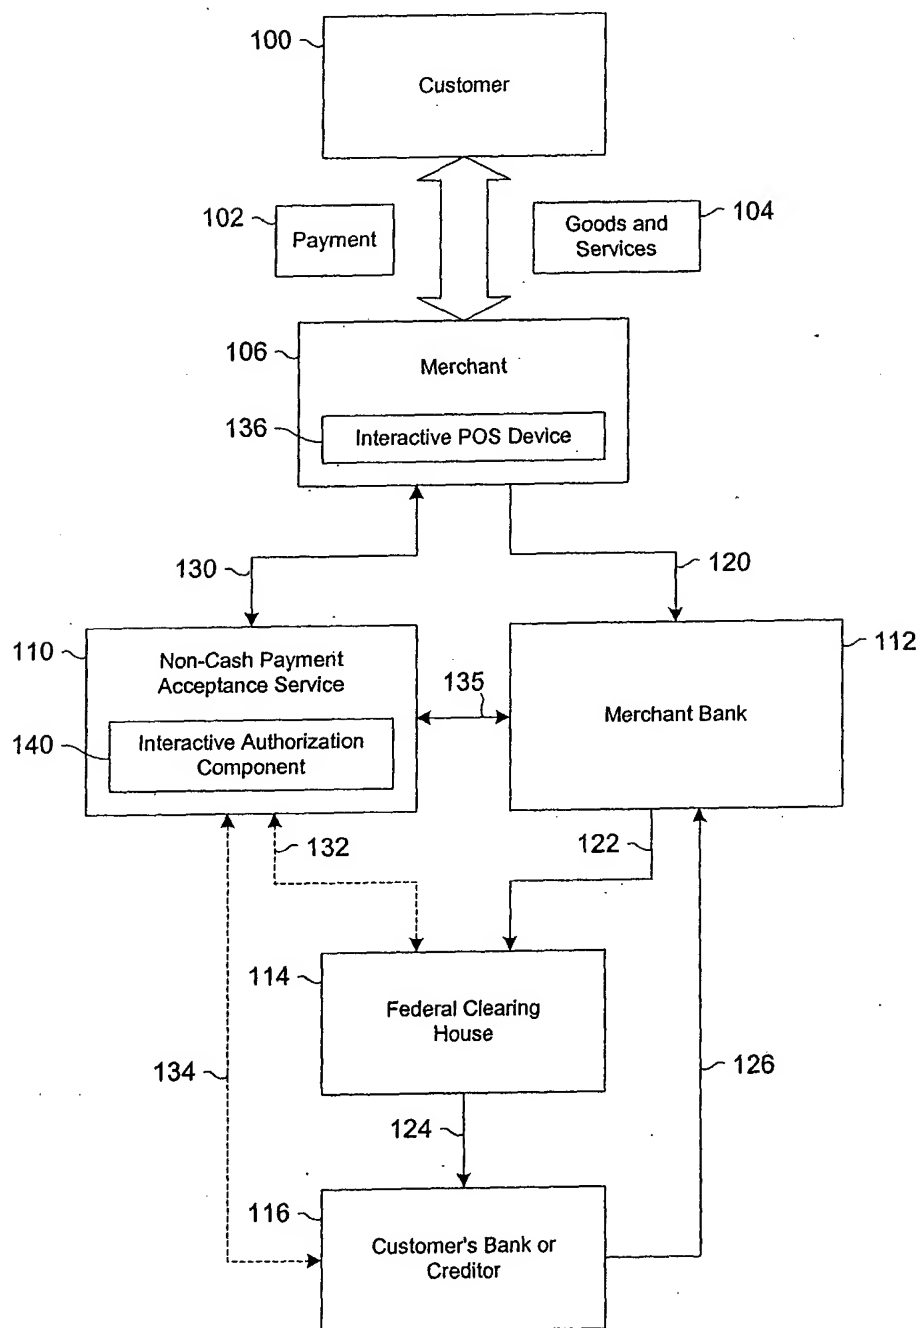 100
Customer
102
Payment
Goods and
Services
104
106
Merchant
136
Interactive POS Device
130
120
110
Non-Cash Payment
Acceptance Service
140
Interactive Authorization
Component
135
112
Merchant Bank
132
122
114
Federal Clearing
House
134
126
124
116
Customer's Bank or
Creditor